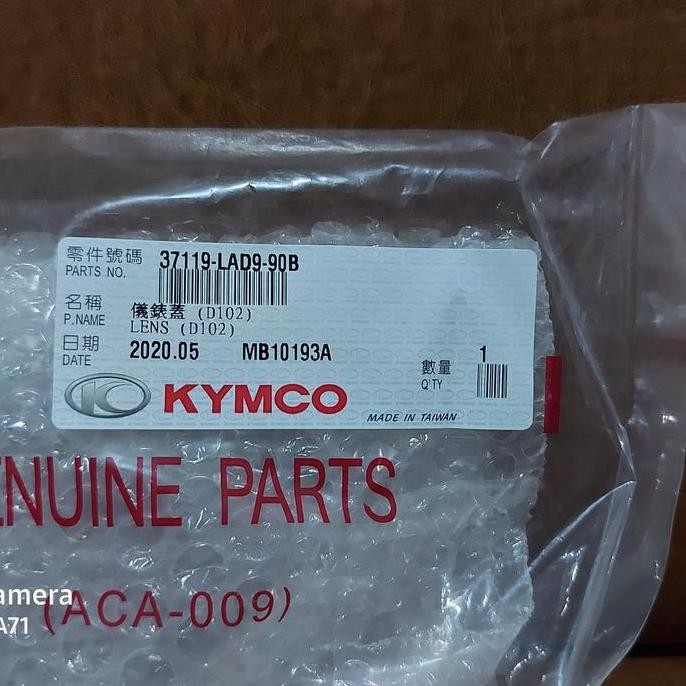 零件號碼 37119-LAD9-90B
PARTS NO.
名稱 儀錶蓋 (D102)
P.NAME LENS (D102)
日期 2020.05 MB10193A
DATE
數量 1
Q'TY
KYMCO
MADE IN TAIWAN
ENUINE PARTS
(ACA-009)
amera
A71